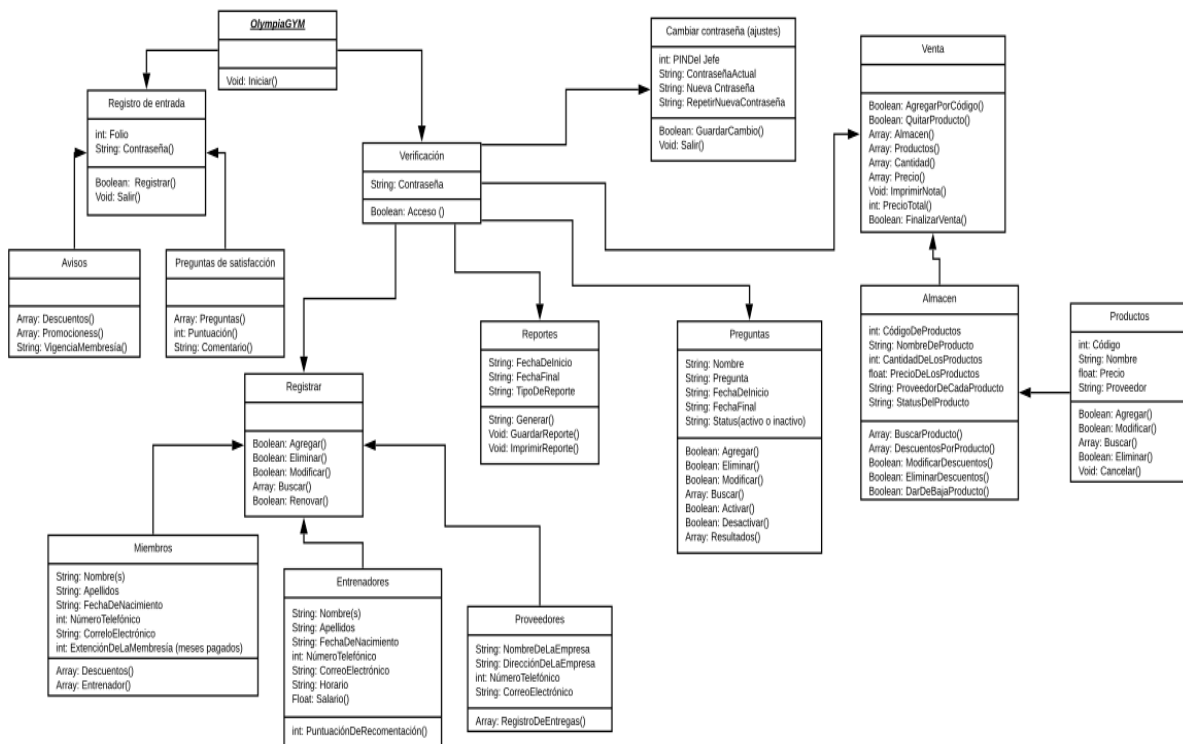 OlympiaGYM
Void: Iniciar()
Registro de entrada
int: Folio
String: Contraseña()
Boolean: Registrar()
Void: Salir()
Avisos
Array: Descuentos()
Array: Promocioness()
String: VigenciaMembresía()
Preguntas de satisfacción
Array: Preguntas()
int: Puntuación()
String: Comentario()
Verificación
String: Contraseña
Boolean: Acceso ()
Cambiar contraseña (ajustes)
int: PINDel Jefe
String: ContraseñaActual
String: Nueva Cntraseña
String: RepetirNuevaContraseña
Boolean: GuardarCambio()
Void: Salir()
Venta
Boolean: AgregarPorCódigo()
Boolean: QuitarProducto()
Array: Almacen()
Array: Productos()
Array: Cantidad()
Array: Precio()
Void: ImprimirNota()
int: PrecioTotal()
Boolean: FinalizarVenta()
Registrar
Boolean: Agregar()
Boolean: Eliminar()
Boolean: Modificar()
Array: Buscar()
Boolean: Renovar()
Reportes
String: FechaDeInicio
String: FechaFinal
String: TipoDeReporte
String: Generar()
Void: GuardarReporte()
Void: ImprimirReporte()
Preguntas
String: Nombre
String: Pregunta
String: FechaDeInicio
String: FechaFinal
String: Status(activo o inactivo)
Boolean: Agregar()
Boolean: Eliminar()
Boolean: Modificar()
Array: Buscar()
Boolean: Activar()
Boolean: Desactivar()
Array: Resultados()
Almacen
int: CódigoDeProductos
String: NombreDeProducto
int: CantidadDeLosProductos
float: PrecioDeLosProductos
String: ProveedorDeCadaProducto
String: StatusDelProducto
Array: BuscarProducto()
Array: DescuentosPorProducto()
Boolean: ModificarDescuentos()
Boolean: EliminarDescuentos()
Boolean: DarDeBajaProducto()
Productos
int: Código
String: Nombre
float: Precio
String: Proveedor
Boolean: Agregar()
Boolean: Modificar()
Array: Buscar()
Boolean: Eliminar()
Void: Cancelar()
Miembros
String: Nombre(s)
String: Apellidos
String: FechaDeNacimiento
int: NúmeroTelefónico
String: CorreloElectrónico
int: ExtenciónDeLaMembresía (meses pagados)
Array: Descuentos()
Array: Entrenador()
Entrenadores
String: Nombre(s)
String: Apellidos
String: FechaDeNacimiento
int: NúmeroTelefónico
String: CorreoElectrónico
String: Horario
Float: Salario()
int: PuntuaciónDeRecomentación()
Proveedores
String: NombreDeLaEmpresa
String: DirecciónDeLaEmpresa
int: NúmeroTelefónico
String: CorreoElectrónico
Array: RegistroDeEntregas()